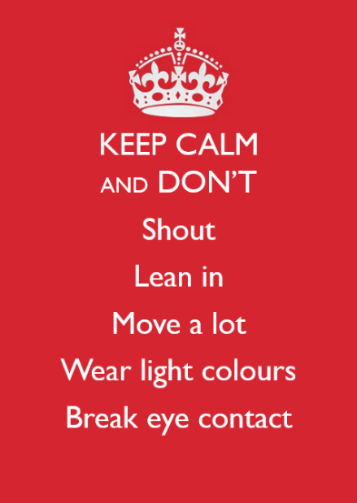 KEEP CALM
AND DON'T
Shout
Lean in
Move a lot
Wear light colours
Break eye contact